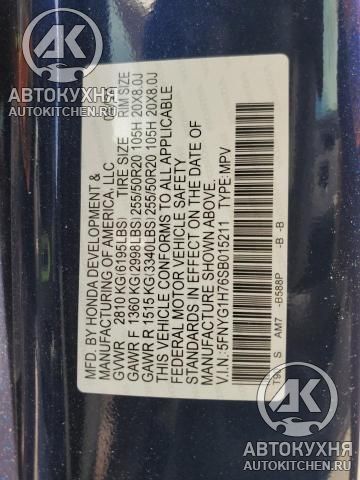 АВТОКУХНЯ
AUTOKITCHEN.RU
MFD. BY HONDA DEVELOPMENT &
MANUFACTURING OF AMERICA, LLC
GVWR 2810 KG(6195LBS) TIRE SIZE RIM SIZE
GAWR F 1360 KG(2998LBS) 255/50R20 105H 20X8.0J
GAWR R 1515 KG(3340LBS) 255/50R20 105H 20X8.0J
THIS VEHICLE CONFORMS TO ALL APPLICABLE
FEDERAL MOTOR VEHICLE SAFETY
STANDARDS IN EFFECT ON THE DATE OF
MANUFACTURE SHOWN ABOVE.
V.I.N.: 5FNYG1H76SB015211 TYPE:MPV
S AM7 -B588P -B -B
АВТОКУХНЯ
AUTOKITCHEN.RU